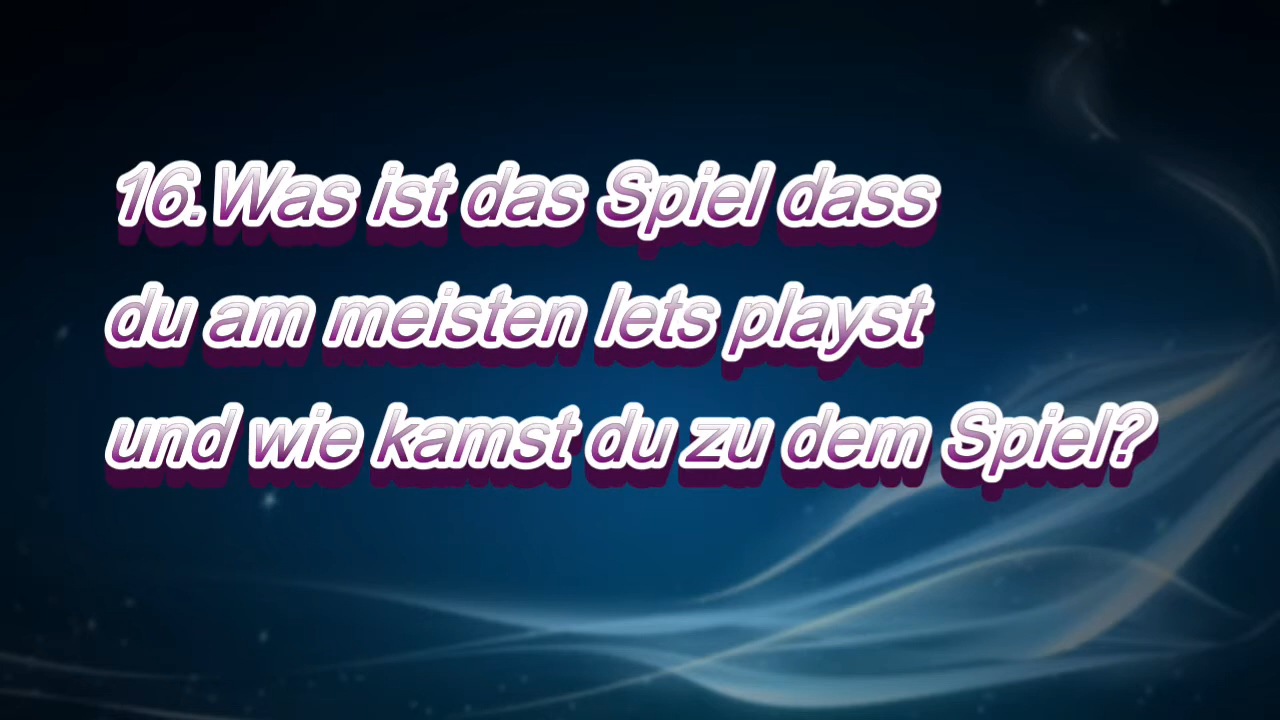 16.Was ist das Spiel dass
du am meisten lets playst
und wie kamst du zu dem Spiel?